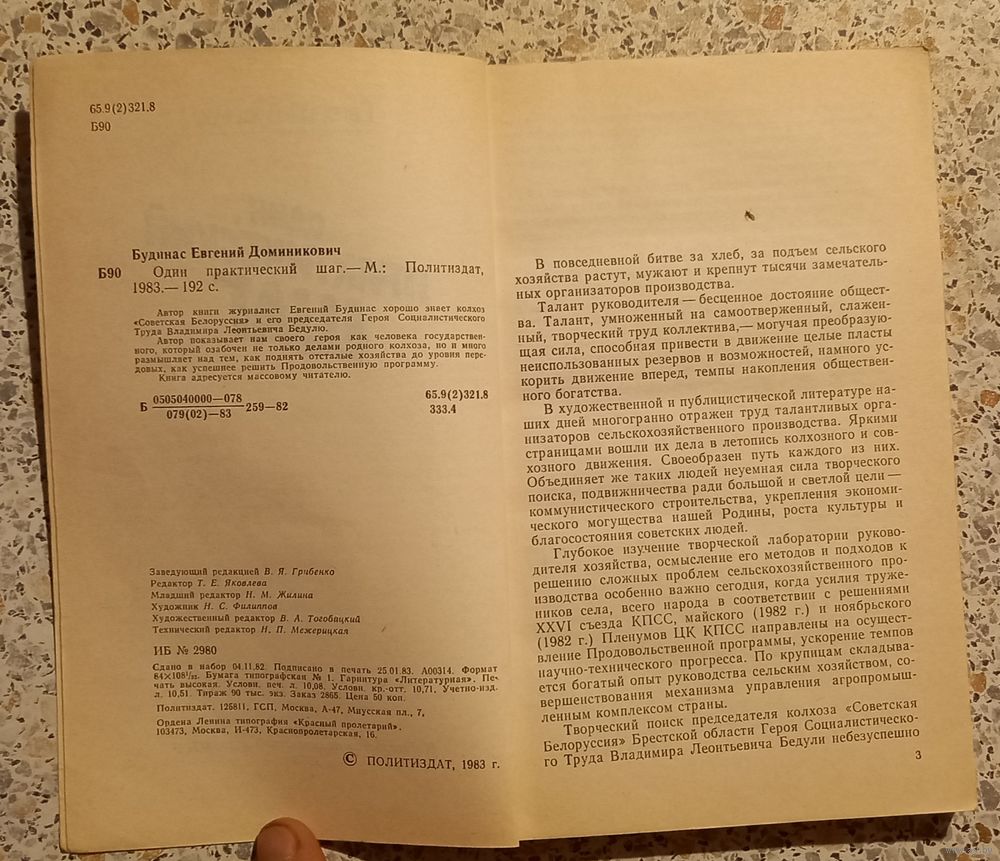 65.9(2)321.8
Б90
Будинас Евгений Доминикович
Б90 Один практический шаг.— М.: Политиздат,
1983.— 192 с.
Автор книги журналист Евгений Будинас хорошо знает колхоз
«Советская Белоруссия» и его председателя Героя Социалистического
Труда Владимира Леонтьевича Бедулю.
Автор показывает нам своего героя как человека государствен-
ного, который озабочен не только делами родного колхоза, но и много
размышляет над тем, как поднять отсталые хозяйства до уровня пере-
довых, как успешнее решить Продовольственную программу.
Книга адресуется массовому читателю.
Б 0505040000—078
079(02)—83 259—82
65.9(2)321.8
333.4
Заведующий редакцией В. Я. Грибенко
Редактор Т. Е. Яковлева
Младший редактор Н. М. Жилина
Художник Н. С. Филиппов
Художественный редактор В. А. Тогобацкий
Технический редактор Н. П. Межерицкая
ИБ № 2980
Сдано в набор 04.11.82. Подписано в печать 25.01.83. А00314. Формат
84×108¹/₃₂. Бумага типографская № 1. Гарнитура «Литературная». Пе-
чать высокая. Условн. печ. л. 10,08. Условн. кр.-отт. 10,71. Учетно-изд.
л. 10,51. Тираж 90 тыс. экз. Заказ 2865. Цена 50 коп.
Политиздат. 125811, ГСП, Москва, А-47, Миусская пл., 7,
Ордена Ленина типография «Красный пролетарий».
103473, Москва, И-473, Краснопролетарская, 16.
© ПОЛИТИЗДАТ, 1983 г.
В повседневной битве за хлеб, за подъем сельского
хозяйства растут, мужают и крепнут тысячи замечатель-
ных организаторов производства.
Талант руководителя — бесценное достояние общест-
ва. Талант, умноженный на самоотверженный, слажен-
ный, творческий труд коллектива,— могучая преобразую-
щая сила, способная привести в движение целые пласты
неиспользованных резервов и возможностей, намного ус-
корить движение вперед, темпы накопления обществен-
ного богатства.
В художественной и публицистической литературе на-
ших дней многогранно отражен труд талантливых орга-
низаторов сельскохозяйственного производства. Яркими
страницами вошли их дела в летопись колхозного и сов-
хозного движения. Своеобразен путь каждого из них.
Объединяет же таких людей неуемная сила творческого
поиска, подвижничества ради большой и светлой цели —
коммунистического строительства, укрепления экономи-
ческого могущества нашей Родины, роста культуры и
благосостояния советских людей.
Глубокое изучение творческой лаборатории руково-
дителя хозяйства, осмысление его методов и подходов к
решению сложных проблем сельскохозяйственного про-
изводства особенно важно сегодня, когда усилия труже-
ников села, всего народа в соответствии с решениями
XXVI съезда КПСС, майского (1982 г.) и ноябрьского
(1982 г.) Пленумов ЦК КПСС направлены на осущест-
вление Продовольственной программы, ускорение темпов
научно-технического прогресса. По крупицам складыва-
ется богатый опыт руководства сельским хозяйством, со-
вершенствования механизма управления агропромыш-
ленным комплексом страны.
Творческий поиск председателя колхоза «Советская
Белоруссия» Брестской области Героя Социалистическо-
го Труда Владимира Леонтьевича Бедули небезуспешно
3